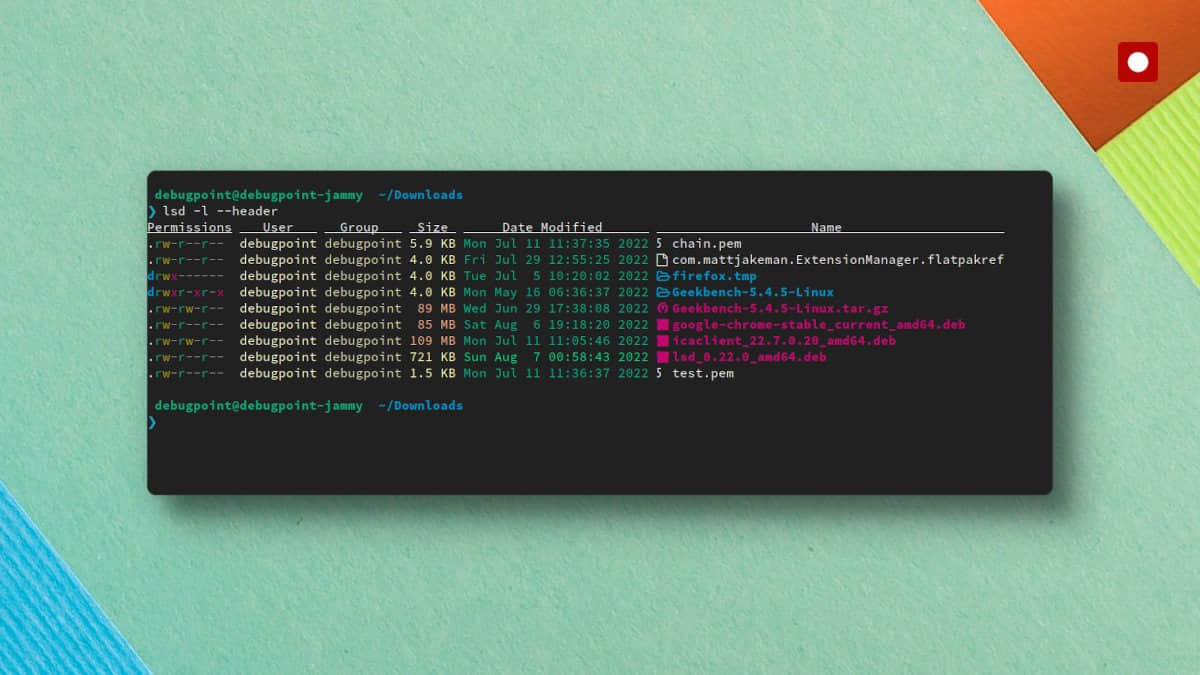 debugpoint@debugpoint-jammy ~/Downloads
❯ lsd -l --header
Permissions User Group Size Date Modified Name
.rw-r--r-- debugpoint debugpoint 5.9 KB Mon Jul 11 11:37:35 2022 chain.pem
.rw-r--r-- debugpoint debugpoint 4.0 KB Fri Jul 29 12:55:25 2022 com.mattjakeman.ExtensionManager.flatpakref
drwx------ debugpoint debugpoint 4.0 KB Tue Jul 5 10:20:02 2022 firefox.tmp
drwxr-xr-x debugpoint debugpoint 4.0 KB Mon May 16 06:36:37 2022 Geekbench-5.4.5-Linux
.rw-rw-r-- debugpoint debugpoint 89 MB Wed Jun 29 17:38:08 2022 Geekbench-5.4.5-Linux.tar.gz
.rw-r--r-- debugpoint debugpoint 85 MB Sat Aug 6 19:18:20 2022 google-chrome-stable_current_amd64.deb
.rw-rw-r-- debugpoint debugpoint 109 MB Mon Jul 11 11:05:46 2022 icaclient_22.7.0.20_amd64.deb
.rw-r--r-- debugpoint debugpoint 721 KB Sun Aug 7 00:58:43 2022 lsd_0.22.0_amd64.deb
.rw-r--r-- debugpoint debugpoint 1.5 KB Mon Jul 11 11:36:37 2022 test.pem
debugpoint@debugpoint-jammy ~/Downloads
❯